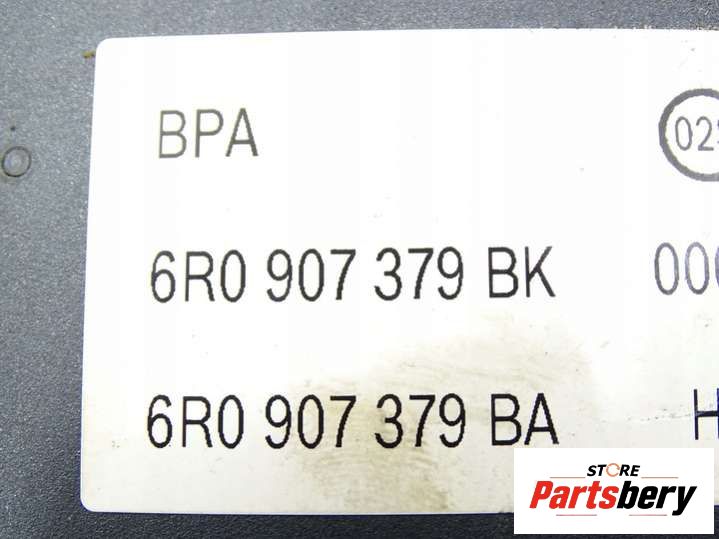 BPA
6R0 907 379 BK
6R0 907 379 BA H
STORE
Partsbery